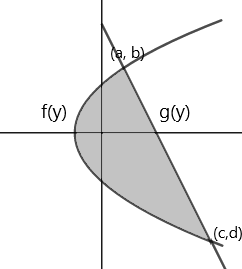 (a, b)
f(y)
g(y)
(c,d)